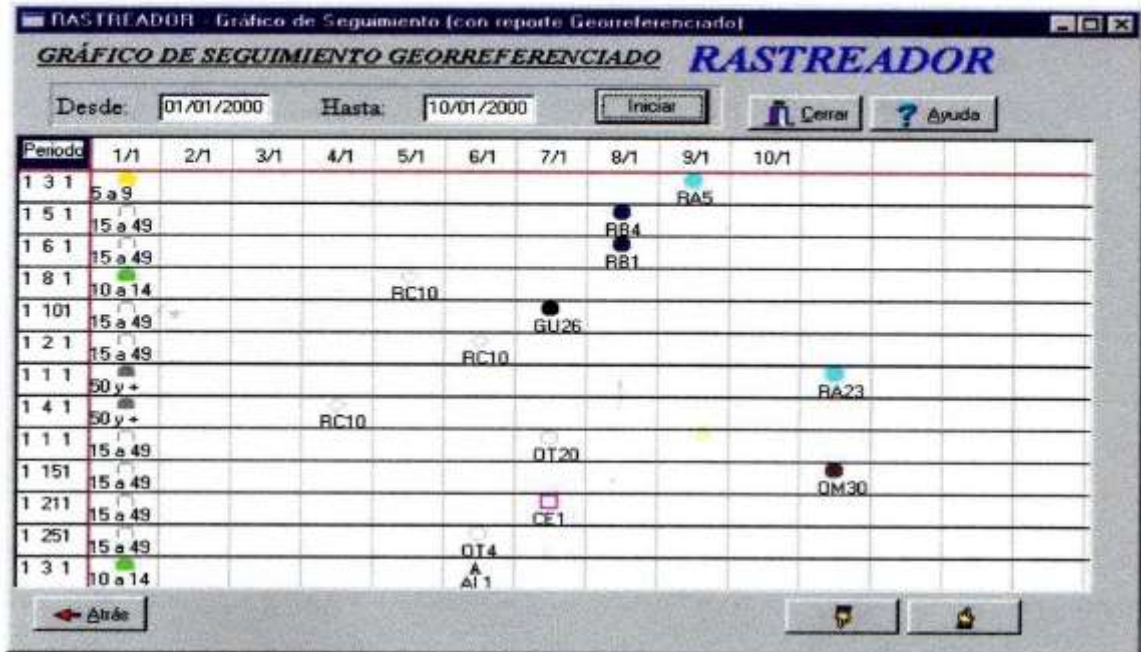 RASTREADOR - Gráfico de Seguimiento (con reporte Georreferenciado)
GRÁFICO DE SEGUIMIENTO GEORREFERENCIADO RASTREADOR
Desde: 01/01/2000 Hasta: 10/01/2000 Iniciar Cerrar ? Ayuda
Periodo 1/1 2/1 3/1 4/1 5/1 6/1 7/1 8/1 9/1 10/1
1 3 1 5 a 9 RA5
1 5 1 15 a 49 RB4
1 6 1 15 a 49 RB1
1 8 1 10 a 14 RC10
1 101 15 a 49 GU26
1 2 1 15 a 49 RC10
1 1 1 50 y + RA23
1 4 1 50 y + RC10
1 1 1 15 a 49 OT20
1 151 15 a 49 OM30
1 211 15 a 49 CE1
1 251 15 a 49 OT4
1 3 1 10 a 14 A AL1
Atrás